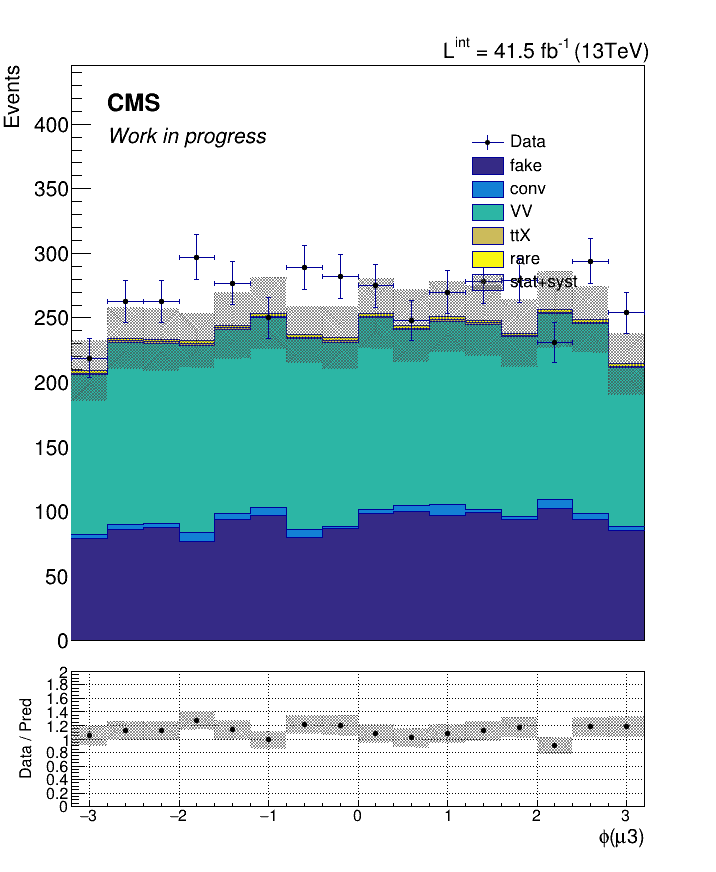 L^int = 41.5 fb^-1 (13TeV)
Events
CMS
Work in progress
Data
fake
conv
VV
ttX
rare
stat+syst
400
350
300
250
200
150
100
50
0
Data / Pred
2
1.8
1.6
1.4
1.2
1
0.8
0.6
0.4
0.2
0
−3 −2 −1 0 1 2 3
ϕ(μ3)